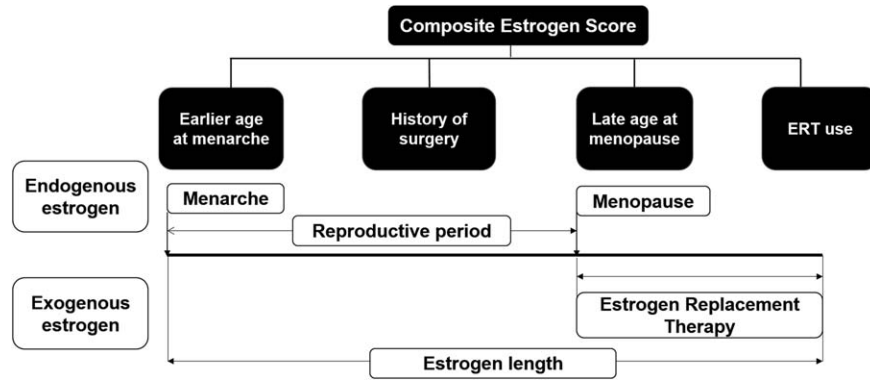 Composite Estrogen Score
Earlier age
at menarche
History of
surgery
Late age at
menopause
ERT use
Endogenous
estrogen
Menarche
Menopause
Reproductive period
Exogenous
estrogen
Estrogen Replacement
Therapy
Estrogen length